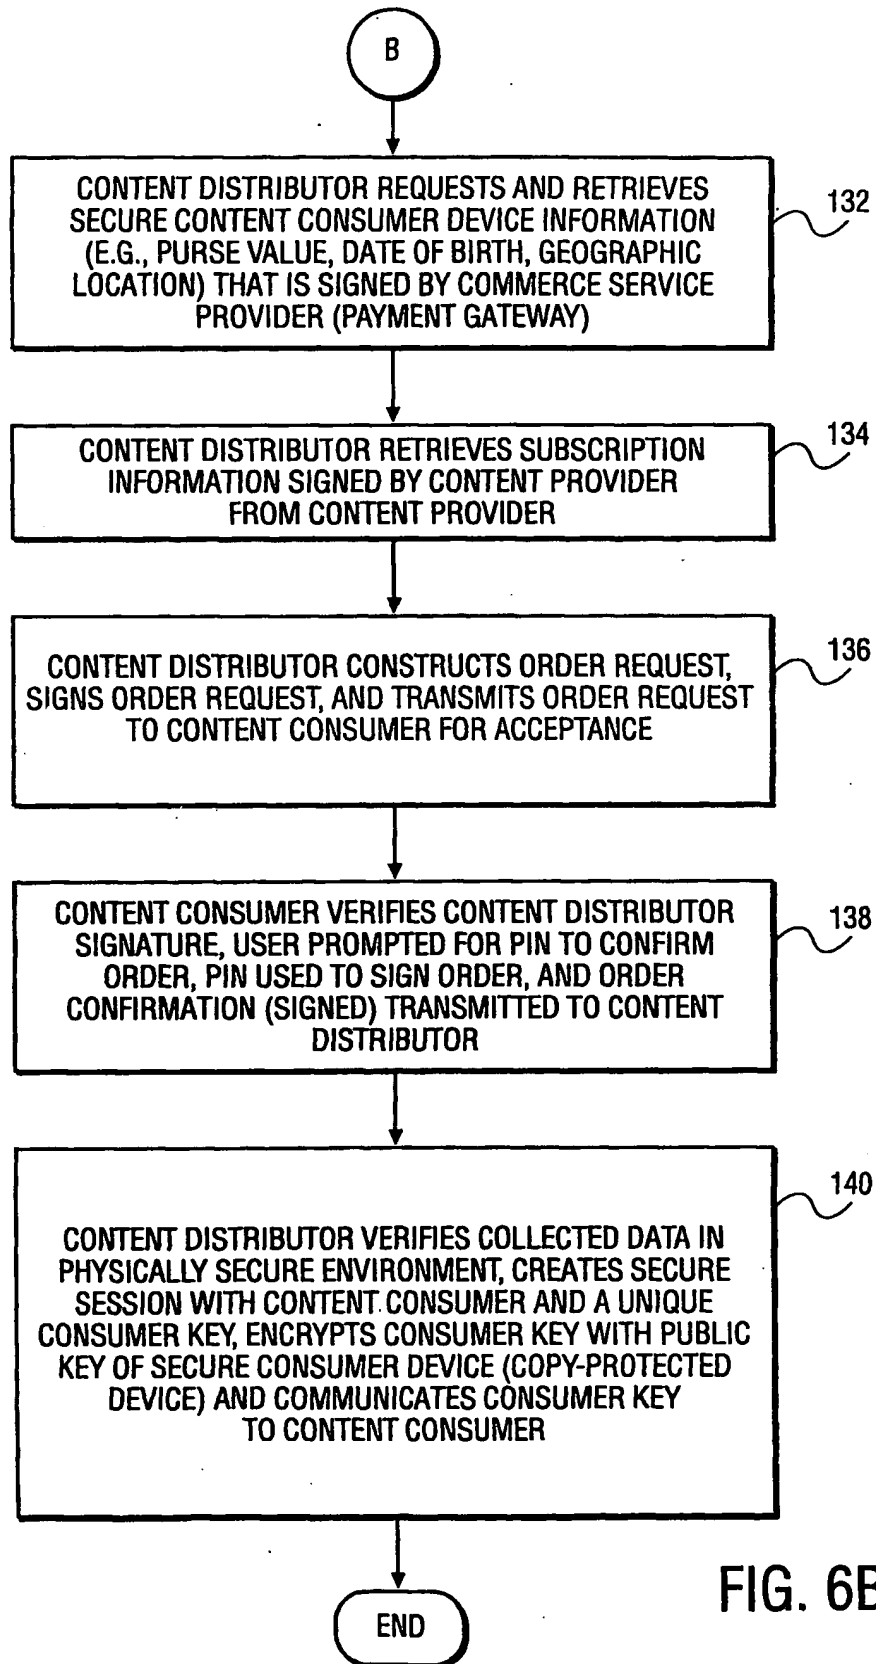 B
CONTENT DISTRIBUTOR REQUESTS AND RETRIEVES
SECURE CONTENT CONSUMER DEVICE INFORMATION
(E.G., PURSE VALUE, DATE OF BIRTH, GEOGRAPHIC
LOCATION) THAT IS SIGNED BY COMMERCE SERVICE
PROVIDER (PAYMENT GATEWAY)
132
CONTENT DISTRIBUTOR RETRIEVES SUBSCRIPTION
INFORMATION SIGNED BY CONTENT PROVIDER
FROM CONTENT PROVIDER
134
CONTENT DISTRIBUTOR CONSTRUCTS ORDER REQUEST,
SIGNS ORDER REQUEST, AND TRANSMITS ORDER REQUEST
TO CONTENT CONSUMER FOR ACCEPTANCE
136
CONTENT CONSUMER VERIFIES CONTENT DISTRIBUTOR
SIGNATURE, USER PROMPTED FOR PIN TO CONFIRM
ORDER, PIN USED TO SIGN ORDER, AND ORDER
CONFIRMATION (SIGNED) TRANSMITTED TO CONTENT
DISTRIBUTOR
138
CONTENT DISTRIBUTOR VERIFIES COLLECTED DATA IN
PHYSICALLY SECURE ENVIRONMENT, CREATES SECURE
SESSION WITH CONTENT CONSUMER AND A UNIQUE
CONSUMER KEY, ENCRYPTS CONSUMER KEY WITH PUBLIC
KEY OF SECURE CONSUMER DEVICE (COPY-PROTECTED
DEVICE) AND COMMUNICATES CONSUMER KEY
TO CONTENT CONSUMER
140
END
FIG. 6B